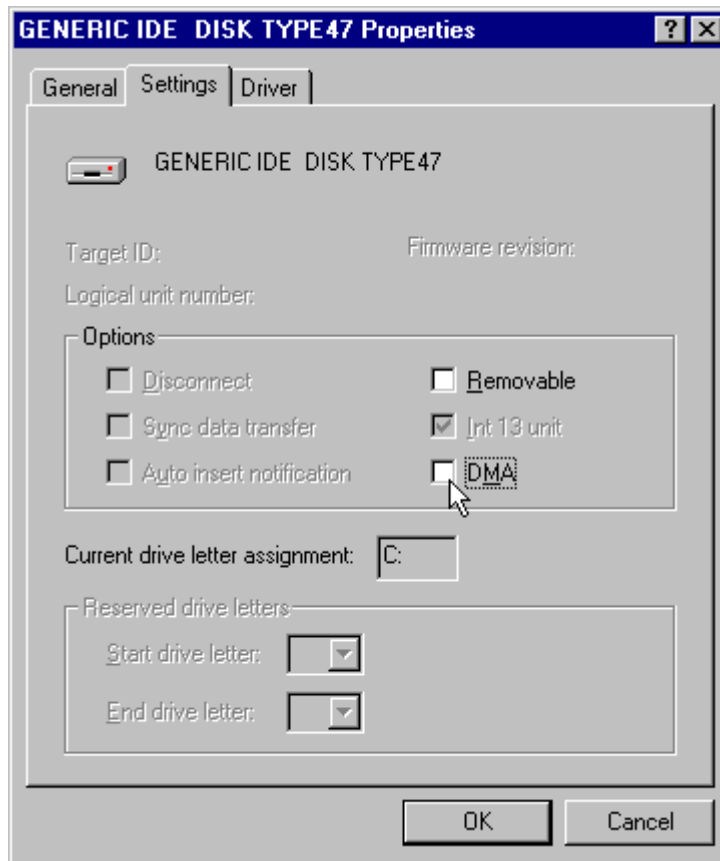 GENERIC IDE  DISK TYPE47 Properties
General Settings Driver
GENERIC IDE  DISK TYPE47
Target ID: Firmware revision:
Logical unit number:
Options
Disconnect Removable
Sync data transfer Int 13 unit
Auto insert notification DMA
Current drive letter assignment: C:
Reserved drive letters
Start drive letter:
End drive letter:
OK Cancel